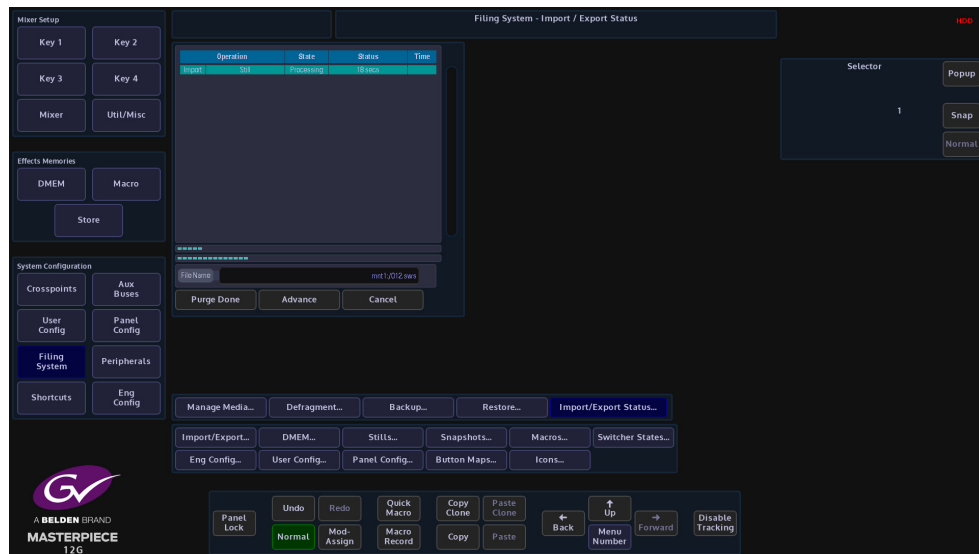 Mixer Setup
Key 1
Key 2
Key 3
Key 4
Mixer
Util/Misc
Effects Memories
DMEM
Macro
Store
System Configuration
Crosspoints
Aux
Buses
User
Config
Panel
Config
Filing
System
Peripherals
Shortcuts
Eng
Config
GV
A BELDEN BRAND
MASTERPIECE
12G
Filing System - Import / Export Status
HDD
Operation State Status Time
Import Still Processing 18 secs
FileName mnt1:/012.sws
Purge Done
Advance
Cancel
Selector
1
Popup
Snap
Normal
Manage Media...
Defragment...
Backup...
Restore...
Import/Export Status...
Import/Export...
DMEM...
Stills...
Snapshots...
Macros...
Switcher States...
Eng Config...
User Config...
Panel Config...
Button Maps...
Icons...
Panel
Lock
Undo
Redo
Normal
Mod-
Assign
Quick
Macro
Macro
Record
Copy
Clone
Paste
Clone
Copy
Paste
Back
Up
Menu
Number
Forward
Disable
Tracking